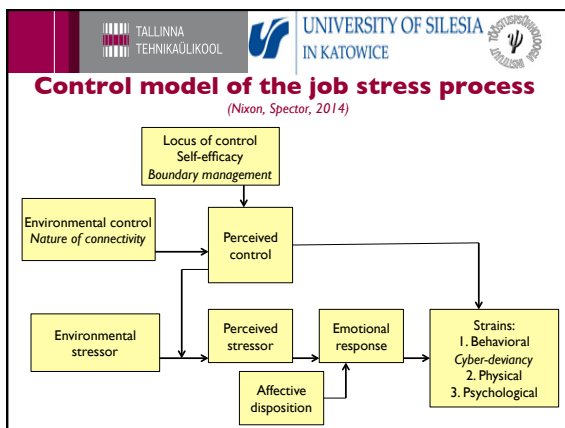 TALLINNA
TEHNIKAÜLIKOOL
UNIVERSITY OF SILESIA
IN KATOWICE
TÖÖSTUSPSÜHHOLOOGIA INSTITUUT
Ψ
Control model of the job stress process
(Nixon, Spector, 2014)
Locus of control
Self-efficacy
Boundary management
Environmental control
Nature of connectivity
Perceived
control
Environmental
stressor
Perceived
stressor
Emotional
response
Strains:
1. Behavioral
Cyber-deviancy
2. Physical
3. Psychological
Affective
disposition